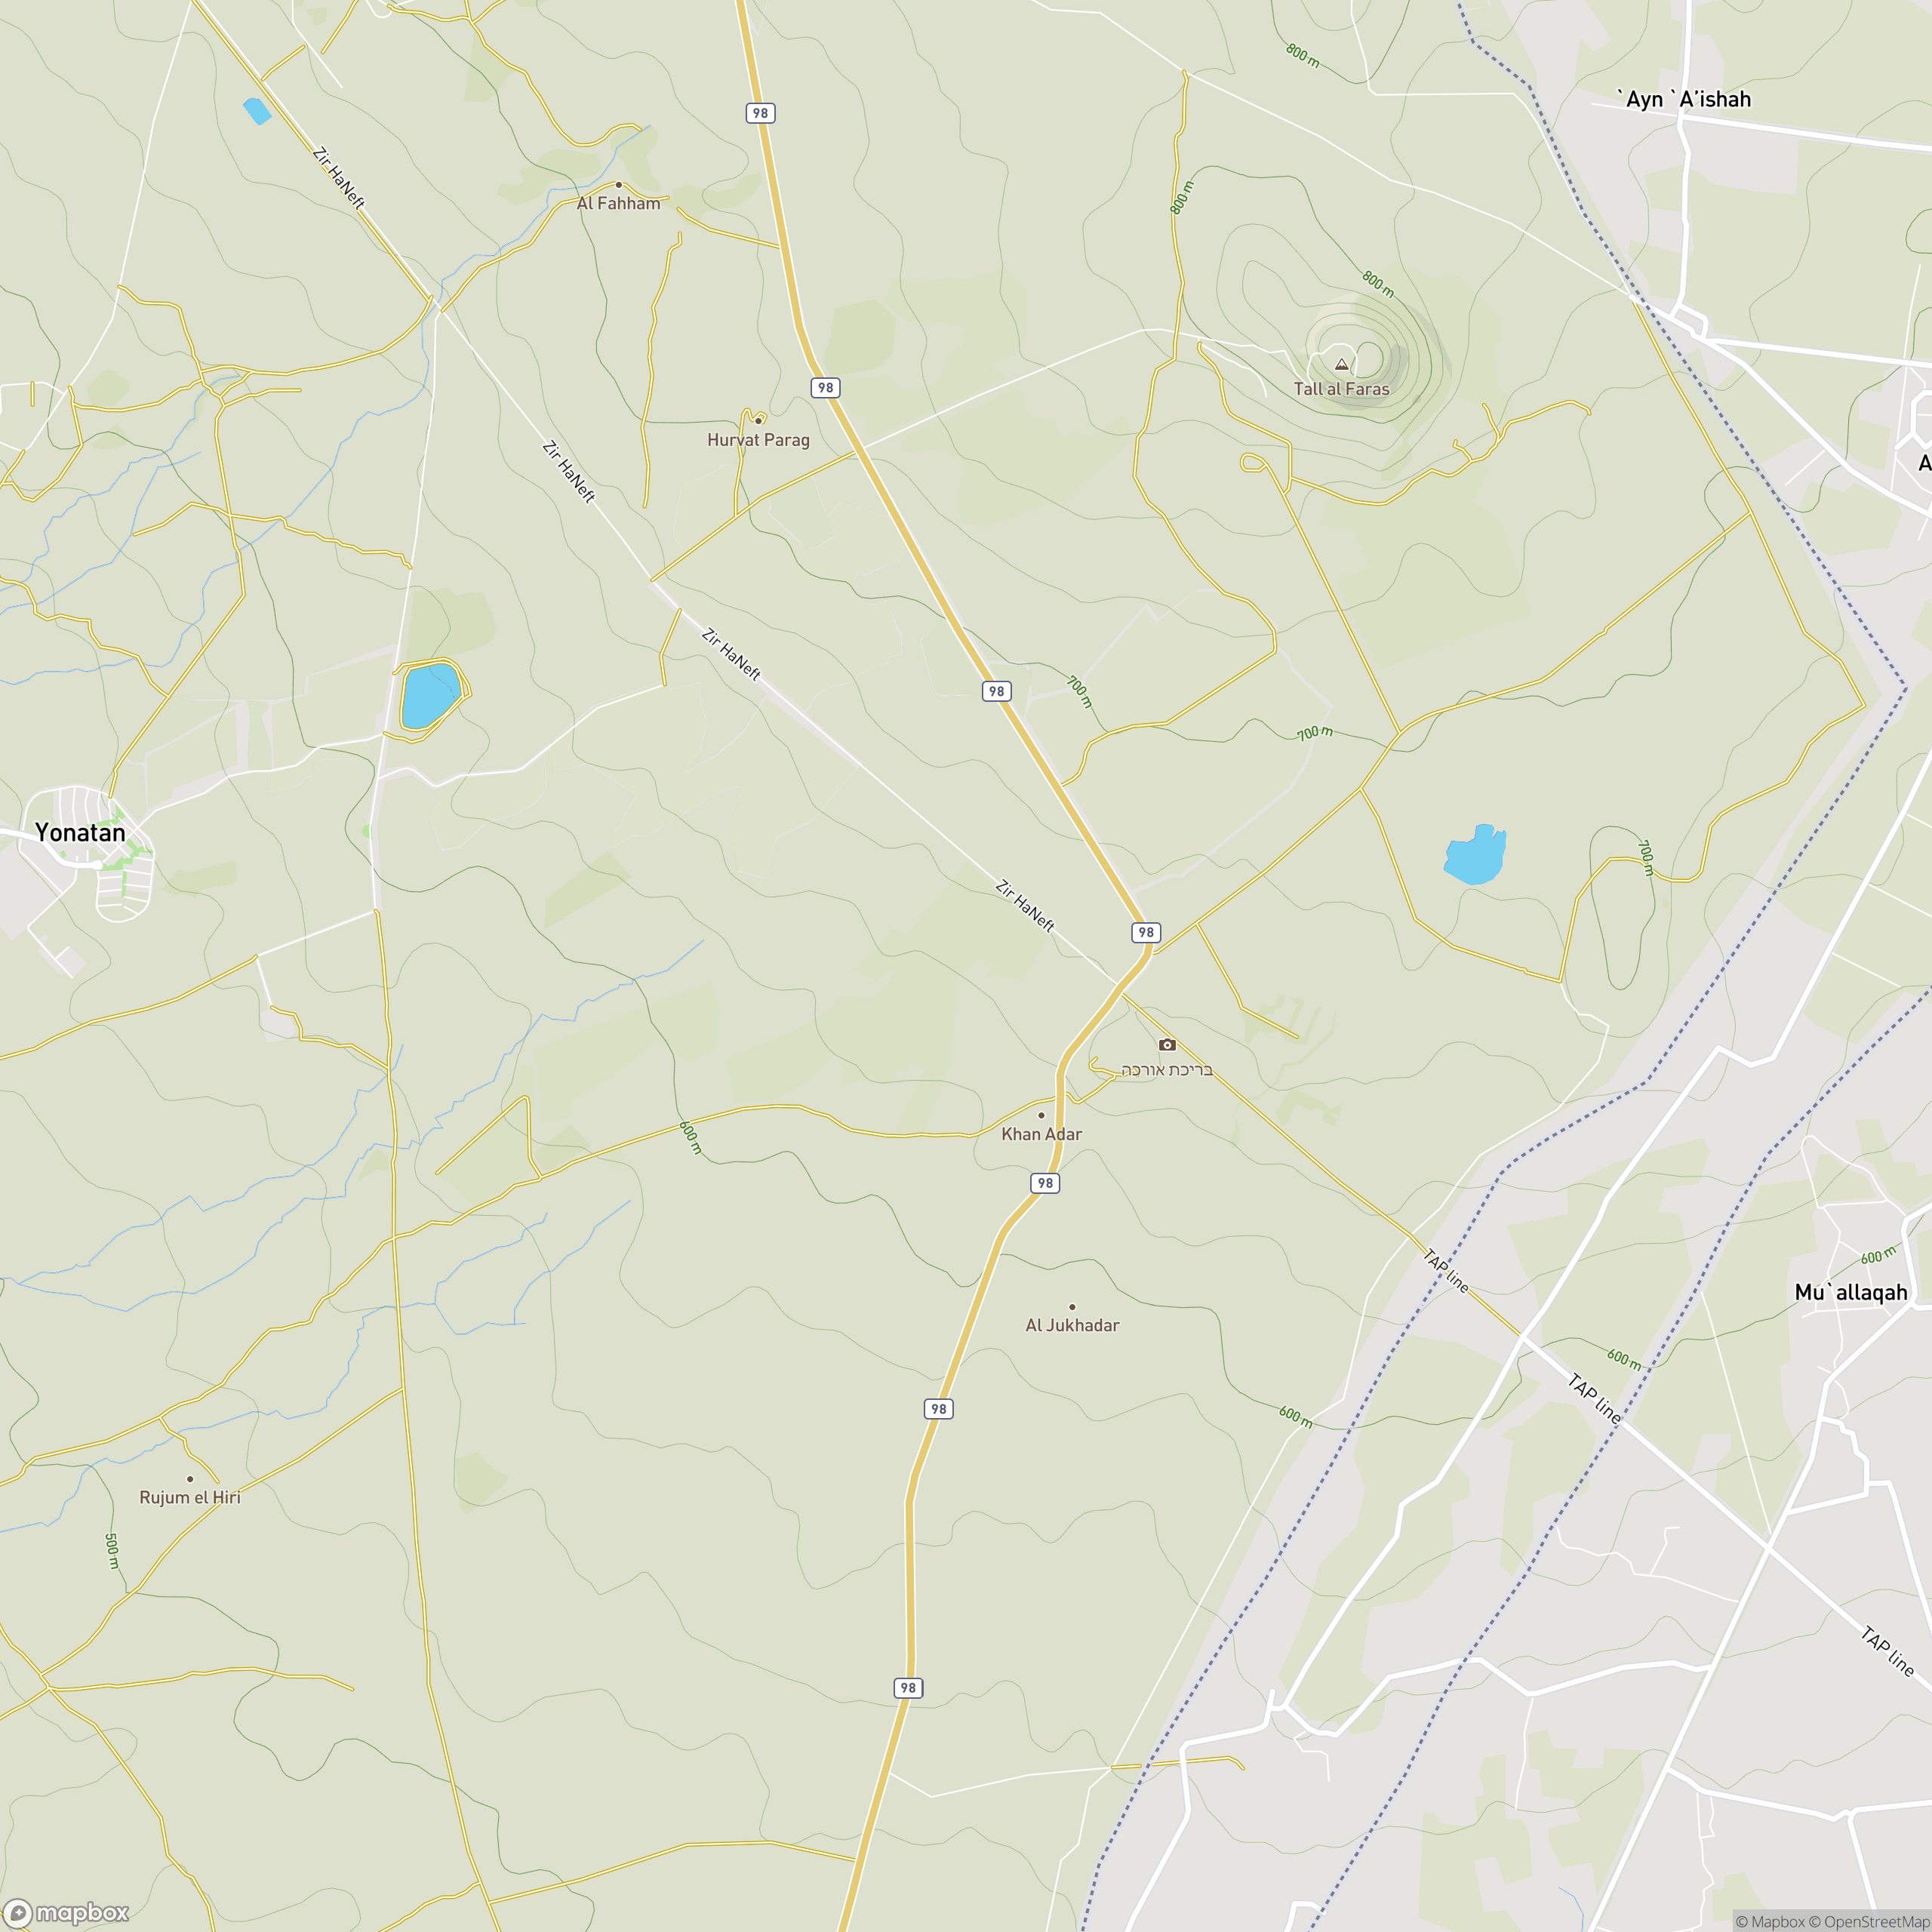 800 m
`Ayn `A'ishah
98
Zir HaNeft
Al Fahham
800 m
800 m
98
Tall al Faras
Hurvat Parag
A
Zir HaNeft
Zir HaNeft
98
700 m
700 m
Yonatan
700 m
Zir HaNeft
98
בריכת אורכה
600 m
Khan Adar
98
600 m
TAP line
Mu`allaqah
Al Jukhadar
600 m
TAP line
98
600 m
Rujum el Hiri
500 m
TAP line
98
mapbox
© Mapbox © OpenStreetMap